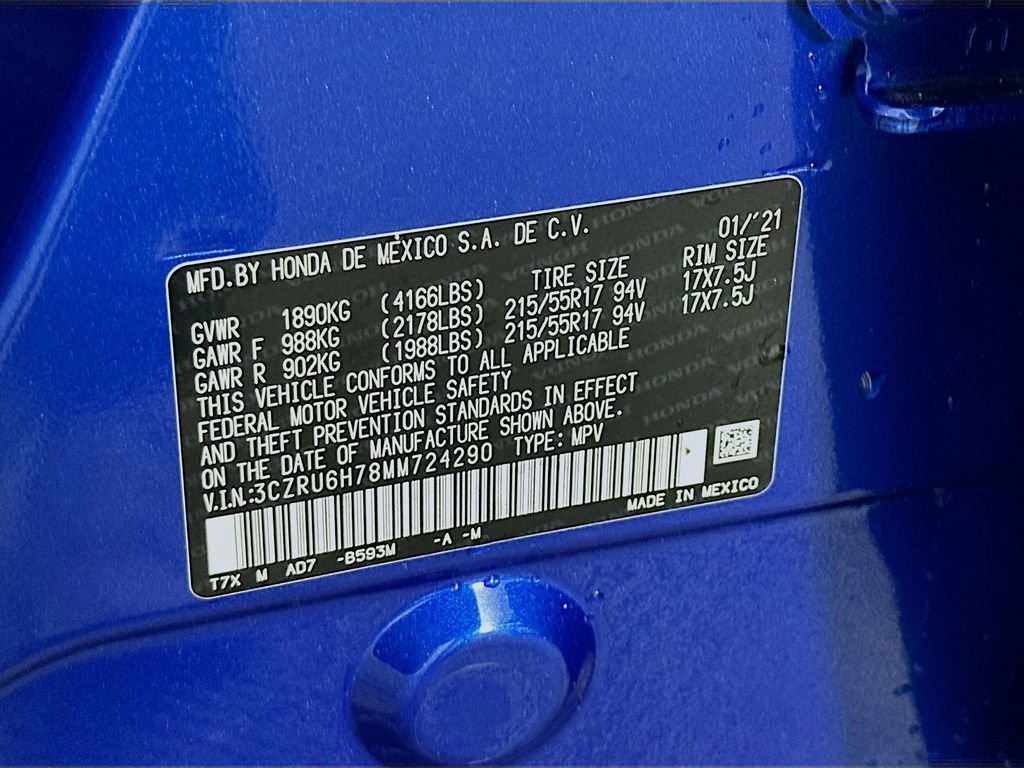 MFD.BY HONDA DE MÉXICO S.A. DE C.V. 01/'21
TIRE SIZE RIM SIZE
GVWR 1890KG (4166LBS)
GAWR F 988KG (2178LBS) 215/55R17 94V 17X7.5J
GAWR R 902KG (1988LBS) 215/55R17 94V 17X7.5J
THIS VEHICLE CONFORMS TO ALL APPLICABLE
FEDERAL MOTOR VEHICLE SAFETY
AND THEFT PREVENTION STANDARDS IN EFFECT
ON THE DATE OF MANUFACTURE SHOWN ABOVE.
V.I.N.:3CZRU6H78MM724290 TYPE: MPV
MADE IN MEXICO
T7X M AD7 -B593M -A -M